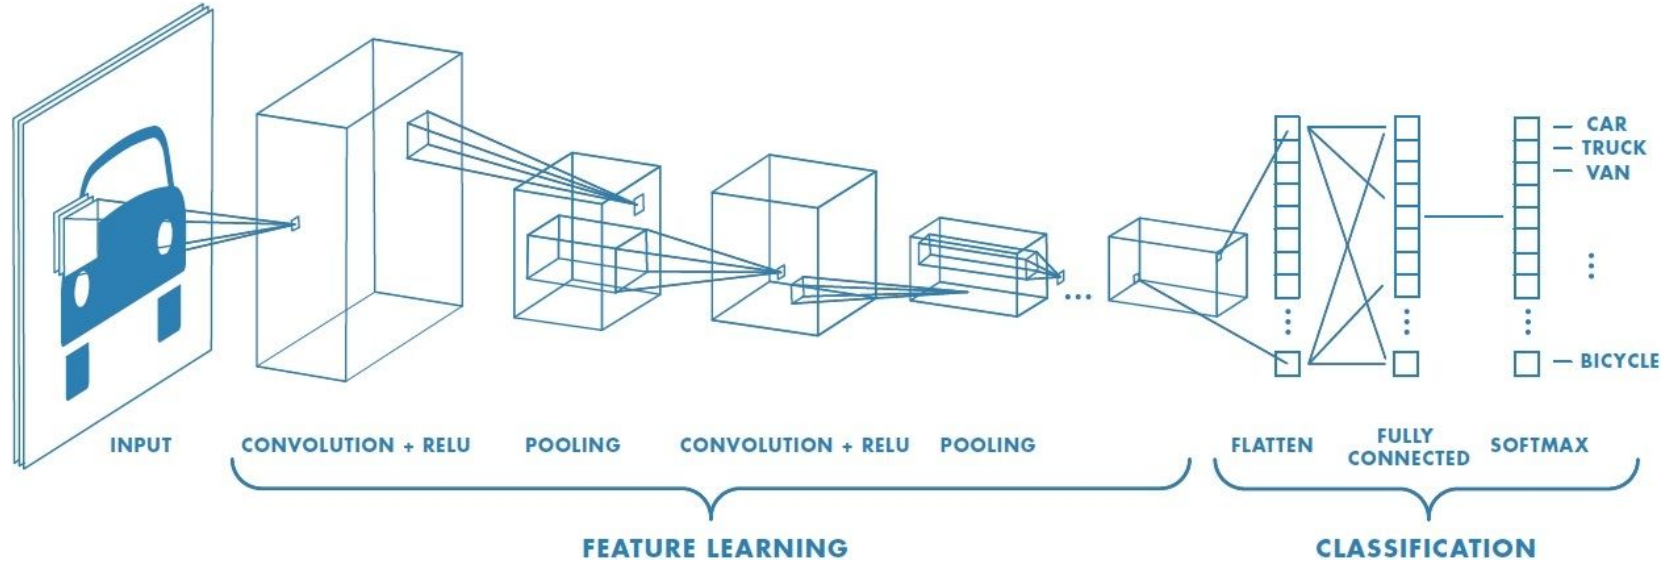 CAR
TRUCK
VAN
BICYCLE
INPUT
CONVOLUTION + RELU
POOLING
CONVOLUTION + RELU
POOLING
FLATTEN
FULLY
CONNECTED
SOFTMAX
FEATURE LEARNING
CLASSIFICATION